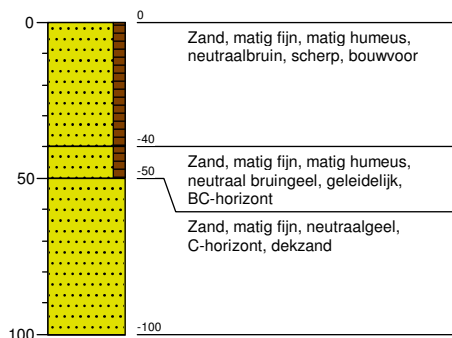 0
0
Zand, matig fijn, matig humeus,
neutraalbruin, scherp, bouwvoor
-40
Zand, matig fijn, matig humeus,
neutraal bruingeel, geleidelijk,
BC-horizont
50
-50
Zand, matig fijn, neutraalgeel,
C-horizont, dekzand
100
-100